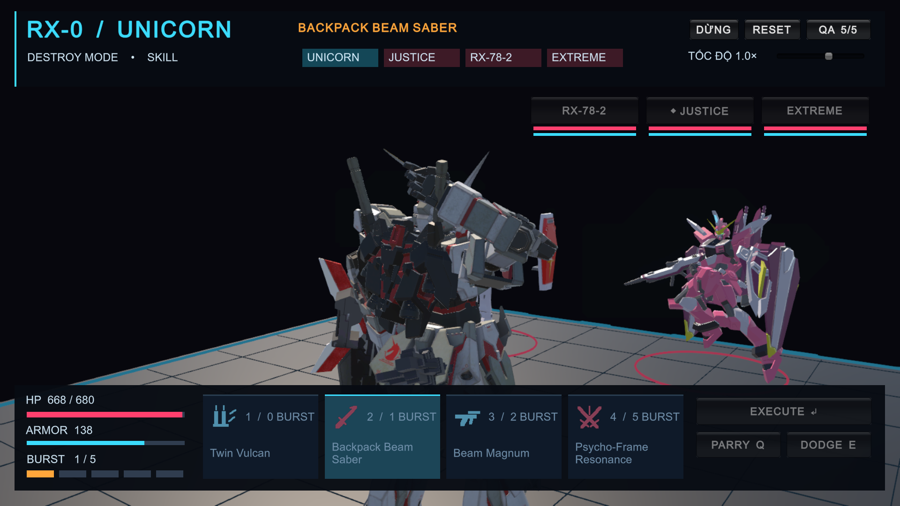 RX-0 / UNICORN
DESTROY MODE • SKILL
BACKPACK BEAM SABER
UNICORN JUSTICE RX-78-2 EXTREME
DỪNG RESET QA 5/5
TỐC ĐỘ 1.0×
RX-78-2 ◆ JUSTICE EXTREME
HP 668 / 680
ARMOR 138
BURST 1 / 5
1 / 0 BURST
Twin Vulcan
2 / 1 BURST
Backpack Beam
Saber
3 / 2 BURST
Beam Magnum
4 / 5 BURST
Psycho-Frame
Resonance
EXECUTE ↲
PARRY Q DODGE E